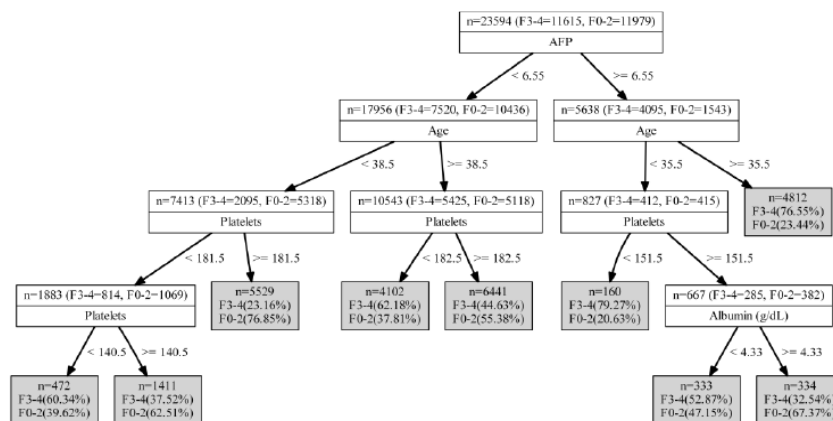 n=23594 (F3-4=11615, F0-2=11979)
AFP
< 6.55
>= 6.55
n=17956 (F3-4=7520, F0-2=10436)
Age
n=5638 (F3-4=4095, F0-2=1543)
Age
< 38.5
>= 38.5
< 35.5
>= 35.5
n=7413 (F3-4=2095, F0-2=5318)
Platelets
n=10543 (F3-4=5425, F0-2=5118)
Platelets
n=827 (F3-4=412, F0-2=415)
Platelets
n=4812
F3-4(76.55%)
F0-2(23.44%)
< 181.5
>= 181.5
< 182.5
>= 182.5
< 151.5
>= 151.5
n=1883 (F3-4=814, F0-2=1069)
Platelets
n=5529
F3-4(23.16%)
F0-2(76.85%)
n=4102
F3-4(62.18%)
F0-2(37.81%)
n=6441
F3-4(44.63%)
F0-2(55.38%)
n=160
F3-4(79.27%)
F0-2(20.63%)
n=667 (F3-4=285, F0-2=382)
Albumin (g/dL)
< 140.5
>= 140.5
< 4.33
>= 4.33
n=472
F3-4(60.34%)
F0-2(39.62%)
n=1411
F3-4(37.52%)
F0-2(62.51%)
n=333
F3-4(52.87%)
F0-2(47.15%)
n=334
F3-4(32.54%)
F0-2(67.37%)